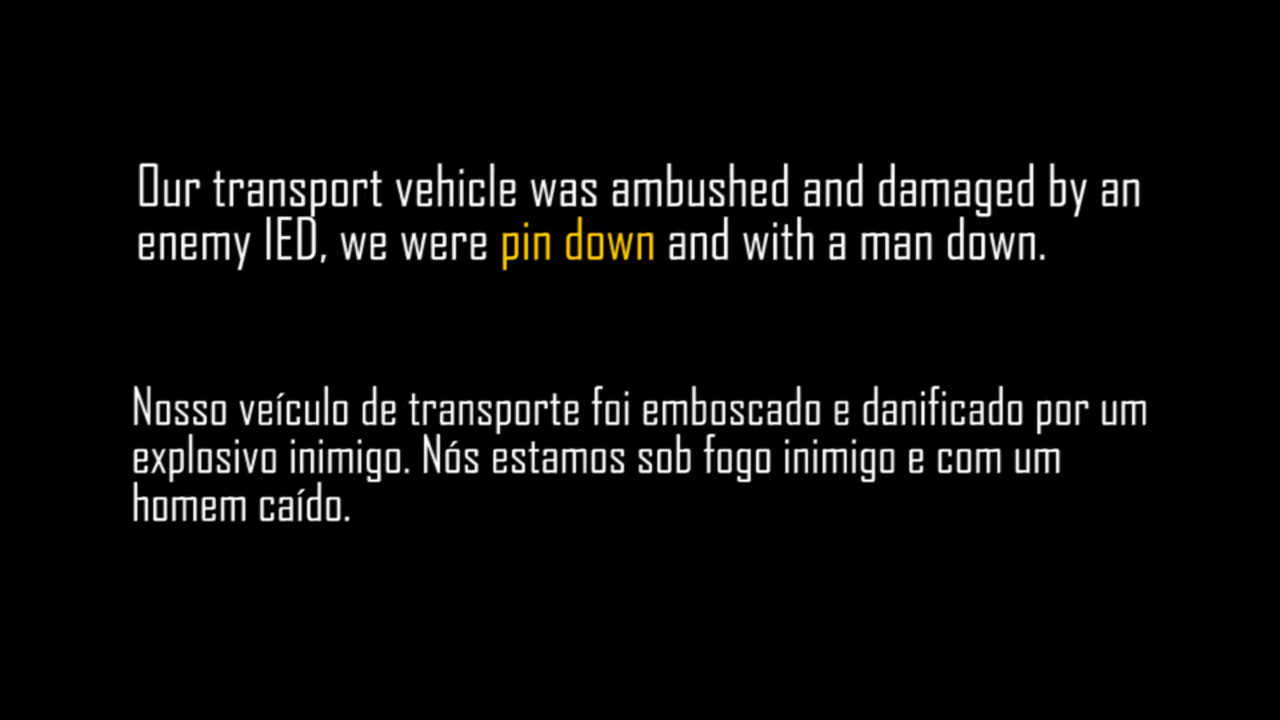 Our transport vehicle was ambushed and damaged by an
enemy IED, we were pin down and with a man down.
Nosso veículo de transporte foi emboscado e danificado por um
explosivo inimigo. Nós estamos sob fogo inimigo e com um
homem caído.